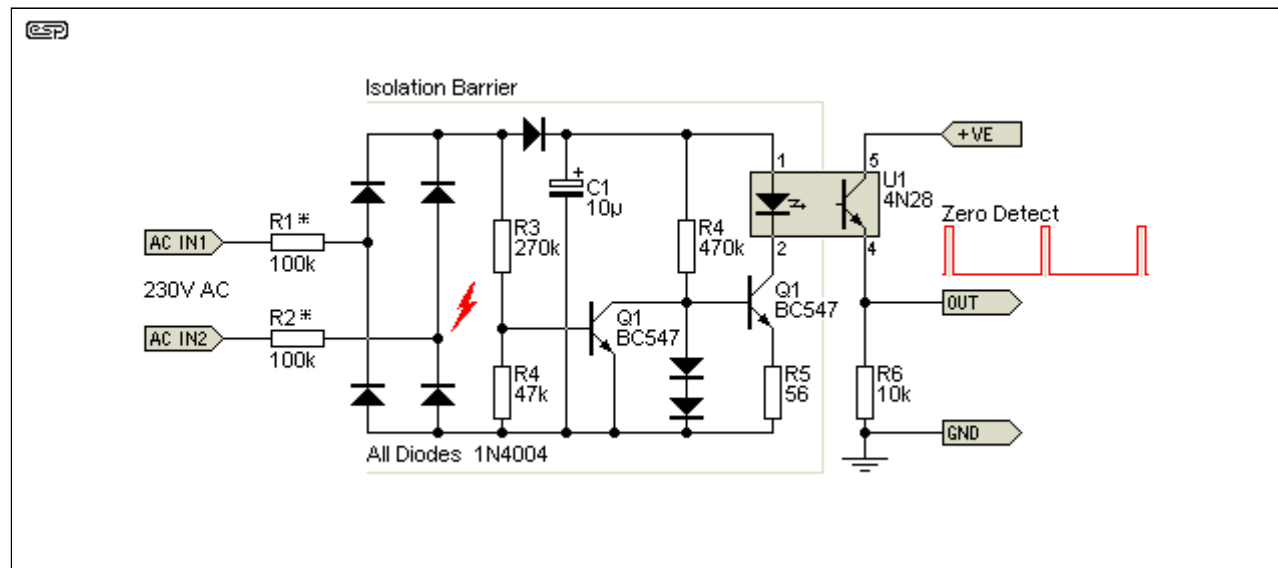 esp
Isolation Barrier
+VE
1
5
U1
4N28
C1
+
10µ
R3
270k
R4
470k
Zero Detect
R1*
100k
AC IN1
2
4
230V AC
Q1
BC547
Q1
BC547
OUT
R2*
100k
AC IN2
R4
47k
R5
56
R6
10k
GND
All Diodes 1N4004